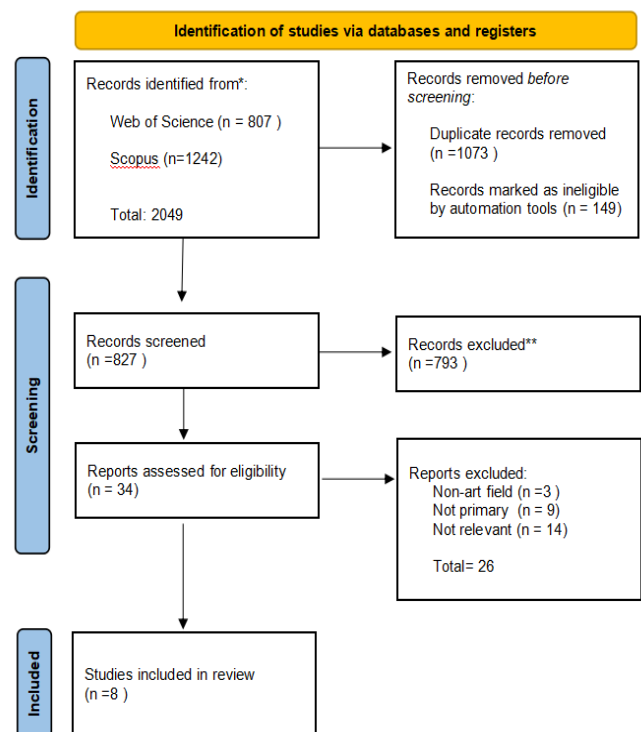 Identification of studies via databases and registers
Identification
Records identified from*:
Web of Science (n = 807 )
Scopus (n=1242)
Total: 2049
Records removed before
screening:
Duplicate records removed
(n =1073 )
Records marked as ineligible
by automation tools (n = 149)
Screening
Records screened
(n =827 )
Records excluded**
(n =793 )
Reports assessed for eligibility
(n = 34)
Reports excluded:
Non-art field (n =3 )
Not primary (n = 9)
Not relevant (n = 14)
Total= 26
Included
Studies included in review
(n =8 )